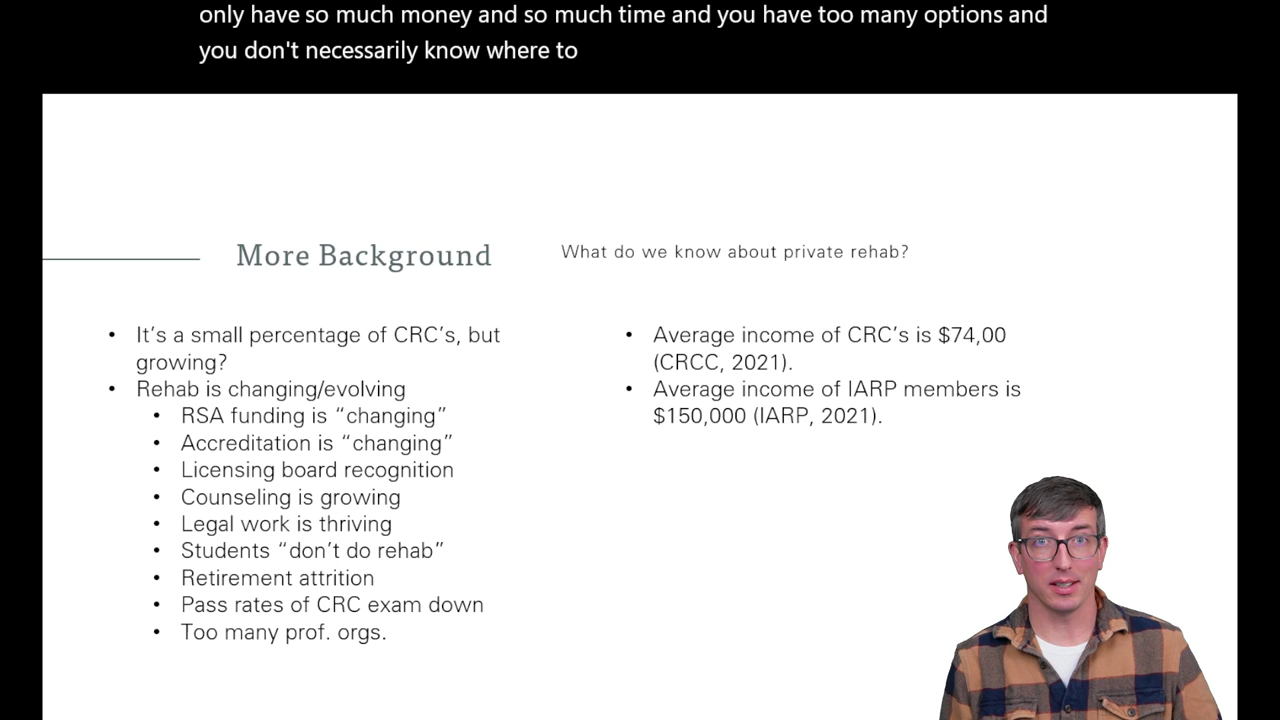 only have so much money and so much time and you have too many options and
you don't necessarily know where to
More Background
What do we know about private rehab?
• It's a small percentage of CRC's, but
growing?
• Rehab is changing/evolving
• RSA funding is “changing”
• Accreditation is “changing”
• Licensing board recognition
• Counseling is growing
• Legal work is thriving
• Students “don't do rehab”
• Retirement attrition
• Pass rates of CRC exam down
• Too many prof. orgs.
• Average income of CRC's is $74,00
(CRCC, 2021).
• Average income of IARP members is
$150,000 (IARP, 2021).